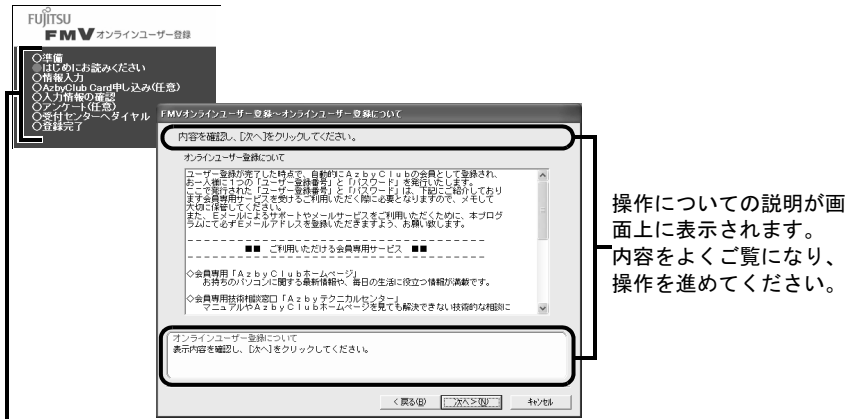 FUJITSU
FMV オンラインユーザー登録
○準備
●はじめにお読みください
○情報入力
○AzbyClub Card申し込み(任意)
○入力情報の確認
○アンケート(任意)
○受付センターへダイヤル
○登録完了
FMVオンラインユーザー登録~オンラインユーザー登録について
内容を確認し、[次へ]をクリックしてください。
オンラインユーザー登録について
ユーザー登録が完了した時点で、自動的にAzbyClubの会員として登録され、
お一人様に1つの「ユーザー登録番号」と「パスワード」を発行いたします。
ここで発行された「ユーザー登録番号」と「パスワード」は、下記にご紹介しており
ます会員専用サービスを受けるご利用いただく際に必要となりますので、メモして
大切に保管してください。
また、Eメールによるサポートやメールサービスをご利用いただくために、本プログ
ラムにて必ずEメールアドレスを登録いただきますよう、お願い致します。
■■ ご利用いただける会員専用サービス ■■
◇会員専用「AzbyClubホームページ」
お持ちのパソコンに関する最新情報や、毎日の生活に役立つ情報が満載です。
◇会員専用技術相談窓口「Azbyテクニカルセンター」
マニュアルやAzbyClubホームページを見ても解決できない技術的な相談に
オンラインユーザー登録について
表示内容を確認し、[次へ]をクリックしてください。
< 戻る(B)
次へ >(N)
キャンセル
操作についての説明が画
面上に表示されます。
内容をよくご覧になり、
操作を進めてください。